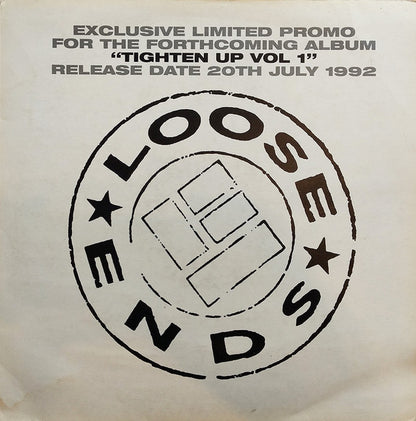 EXCLUSIVE LIMITED PROMO
FOR THE FORTHCOMING ALBUM
“TIGHTEN UP VOL 1”
RELEASE DATE 20TH JULY 1992
LOOSE
ENDS